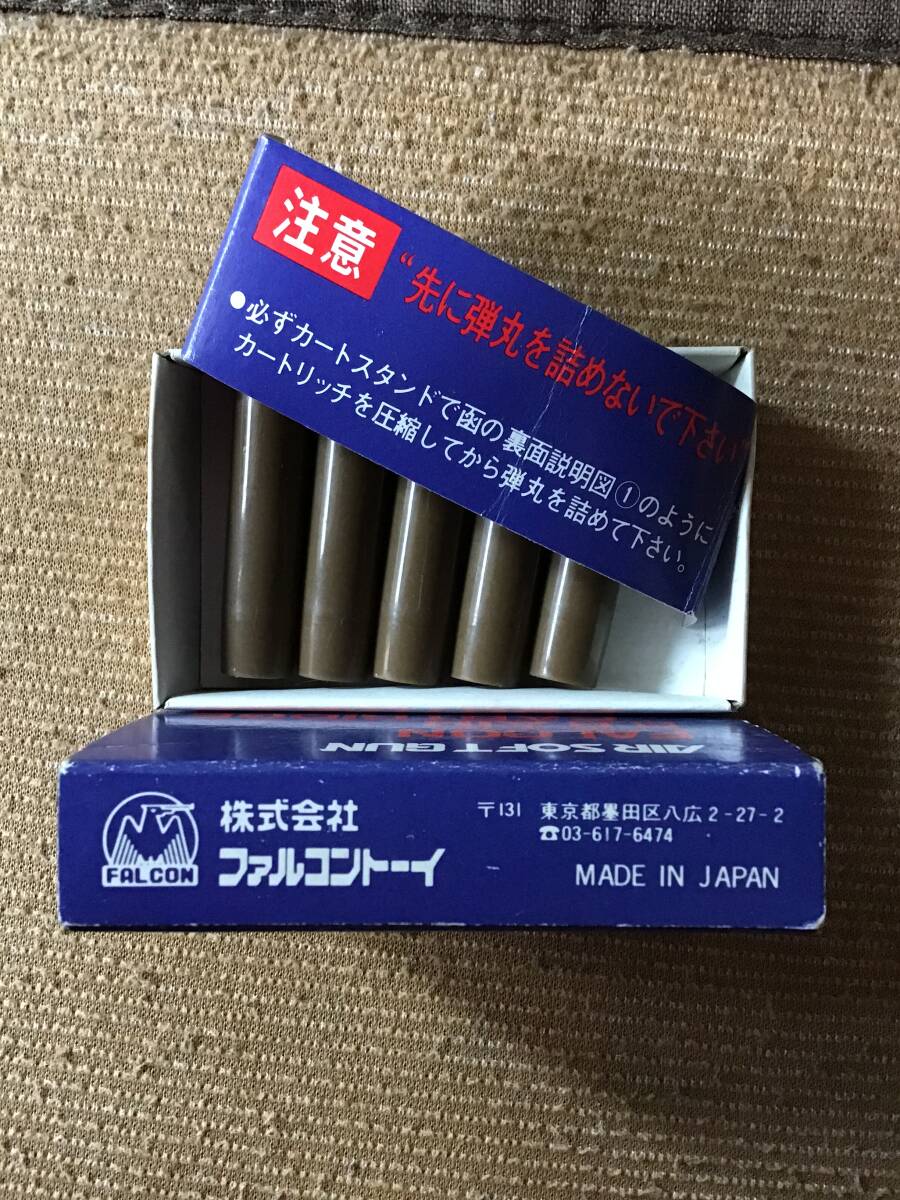 注意
“先に弾丸を詰めないで下さい”
●必ずカートスタンドで函の裏面説明図①のように
カートリッチを圧縮してから弾丸を詰めて下さい。
AIR SOFT GUN
FALCON
株式会社
ファルコントーイ
〒131 東京都墨田区八広2-27-2
☎03-617-6474
MADE IN JAPAN